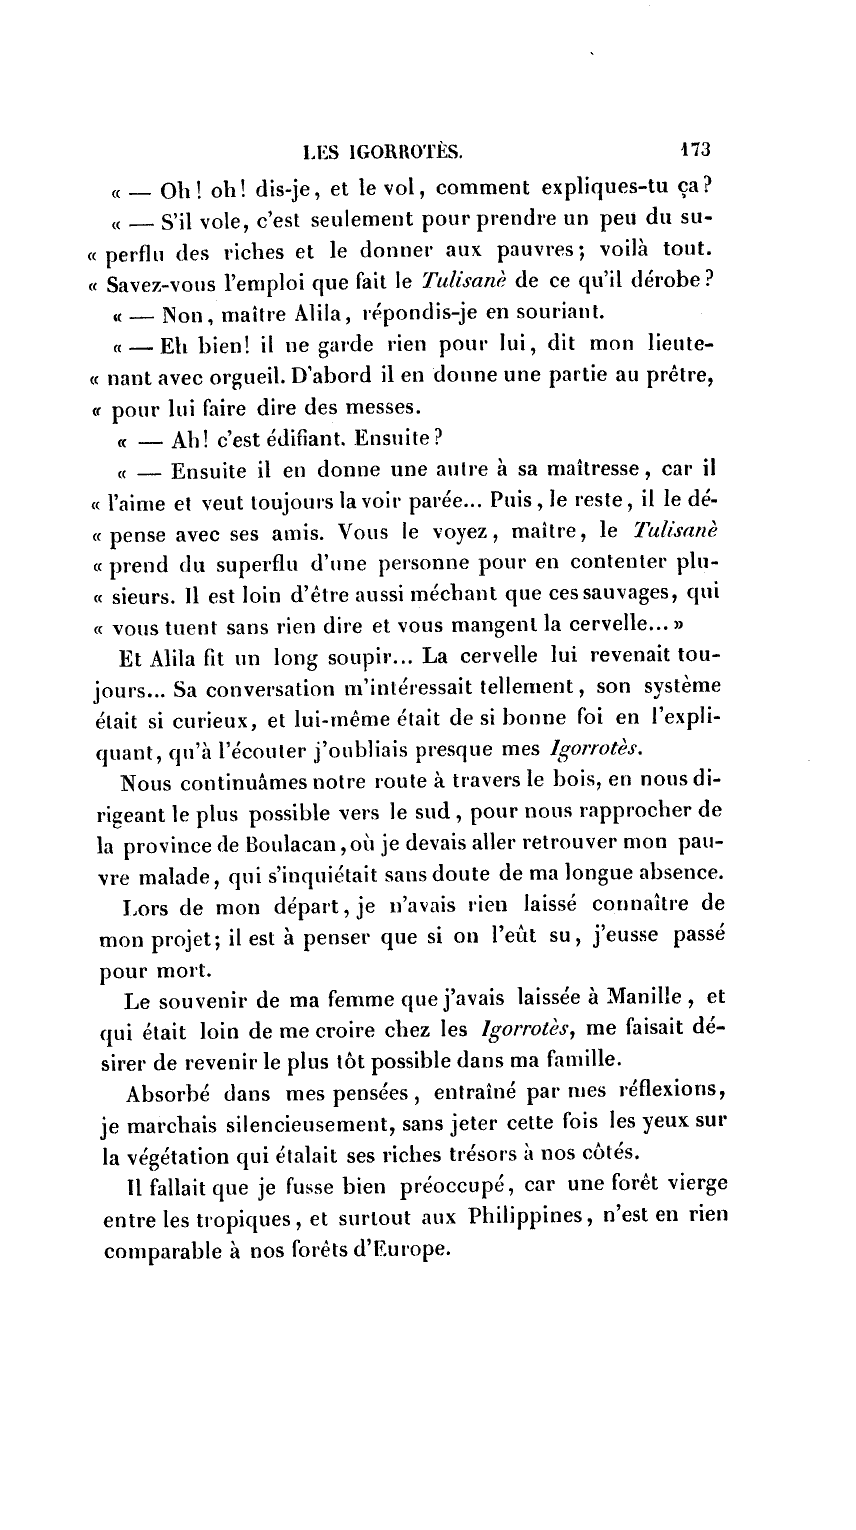 LES IGORROTÈS. 173
« — Oh! oh! dis-je, et le vol, comment expliques-tu ça?
« — S'il vole, c'est seulement pour prendre un peu du su-
« perflu des riches et le donner aux pauvres; voilà tout.
« Savez-vous l'emploi que fait le Tulisanè de ce qu'il dérobe?
« — Non, maître Alila, répondis-je en souriant.
« — Eh bien! il ne garde rien pour lui, dit mon lieute-
« nant avec orgueil. D'abord il en donne une partie au prêtre,
« pour lui faire dire des messes.
« — Ah! c'est édifiant. Ensuite?
« — Ensuite il en donne une autre à sa maîtresse, car il
« l'aime et veut toujours la voir parée... Puis, le reste, il le dé-
« pense avec ses amis. Vous le voyez, maître, le Tulisanè
« prend du superflu d'une personne pour en contenter plu-
« sieurs. Il est loin d'être aussi méchant que ces sauvages, qui
« vous tuent sans rien dire et vous mangent la cervelle... »
Et Alila fit un long soupir... La cervelle lui revenait tou-
jours... Sa conversation m'intéressait tellement, son système
était si curieux, et lui-même était de si bonne foi en l'expli-
quant, qu'à l'écouter j'oubliais presque mes Igorrotès.
Nous continuâmes notre route à travers le bois, en nous di-
rigeant le plus possible vers le sud, pour nous rapprocher de
la province de Boulacan, où je devais aller retrouver mon pau-
vre malade, qui s'inquiétait sans doute de ma longue absence.
Lors de mon départ, je n'avais rien laissé connaître de
mon projet; il est à penser que si on l'eût su, j'eusse passé
pour mort.
Le souvenir de ma femme que j'avais laissée à Manille, et
qui était loin de me croire chez les Igorrotès, me faisait dé-
sirer de revenir le plus tôt possible dans ma famille.
Absorbé dans mes pensées, entraîné par mes réflexions,
je marchais silencieusement, sans jeter cette fois les yeux sur
la végétation qui étalait ses riches trésors à nos côtés.
Il fallait que je fusse bien préoccupé, car une forêt vierge
entre les tropiques, et surtout aux Philippines, n'est en rien
comparable à nos forêts d'Europe.